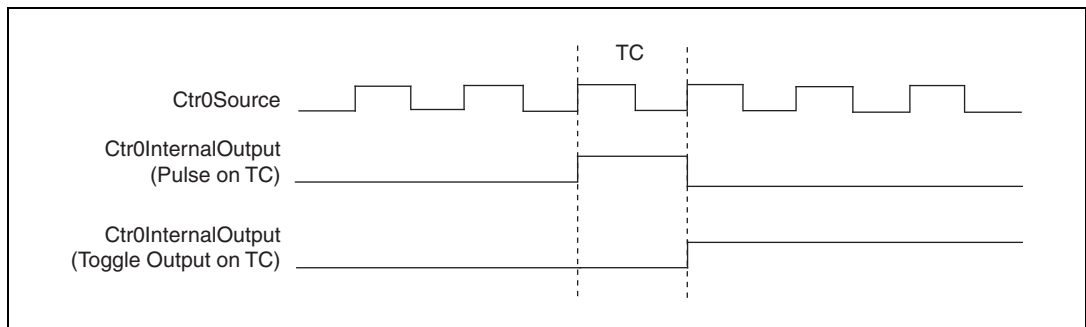 TC
Ctr0Source
Ctr0InternalOutput
(Pulse on TC)
Ctr0InternalOutput
(Toggle Output on TC)